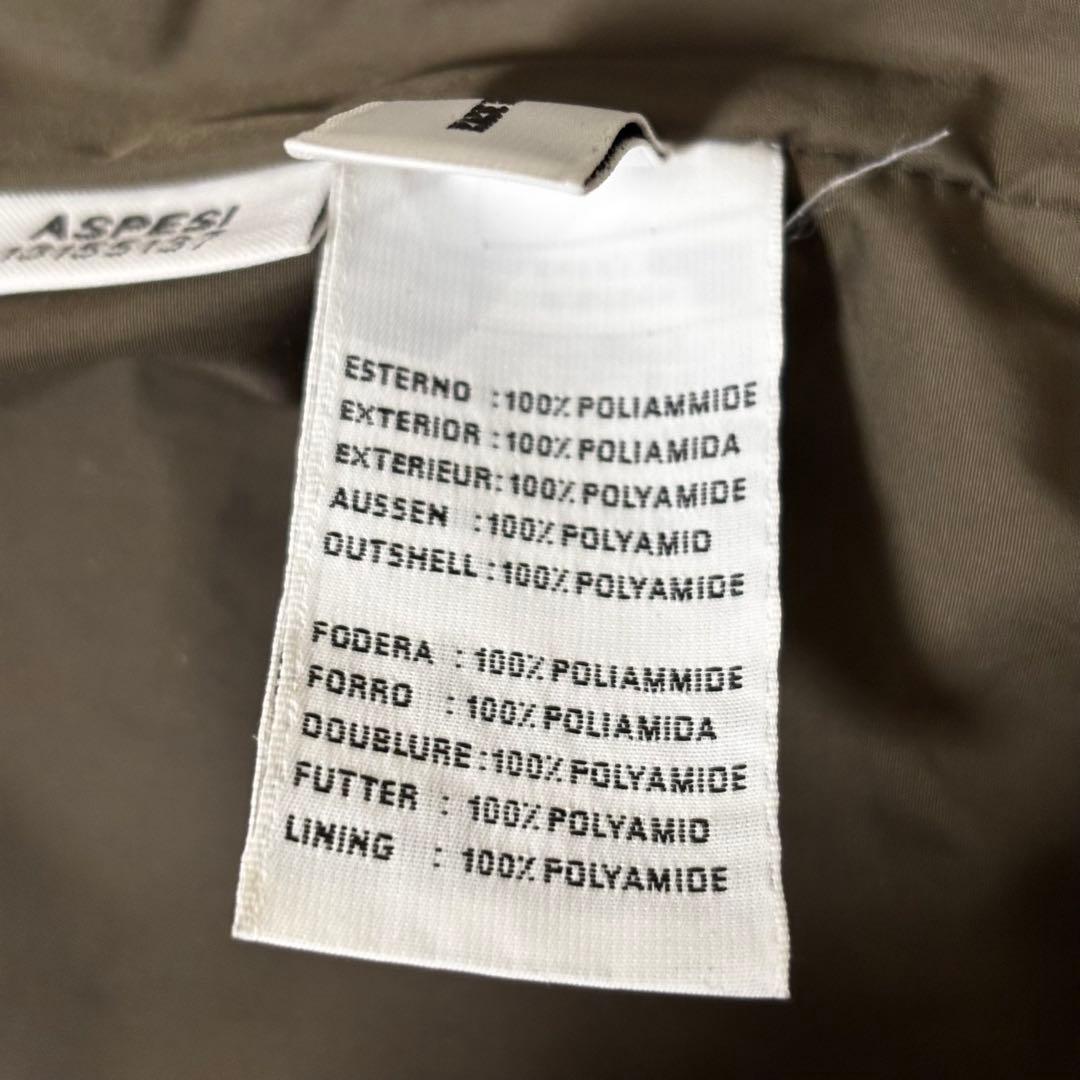 ASPESI
ESTERNO :100% POLIAMMIDE
EXTERIOR :100% POLIAMIDA
EXTERIEUR:100% POLYAMIDE
AUSSEN :100% POLYAMID
OUTSHELL :100% POLYAMIDE
FODERA : 100% POLIAMMIDE
FORRO : 100% POLIAMIDA
DOUBLURE :100% POLYAMIDE
FUTTER : 100% POLYAMID
LINING : 100% POLYAMIDE